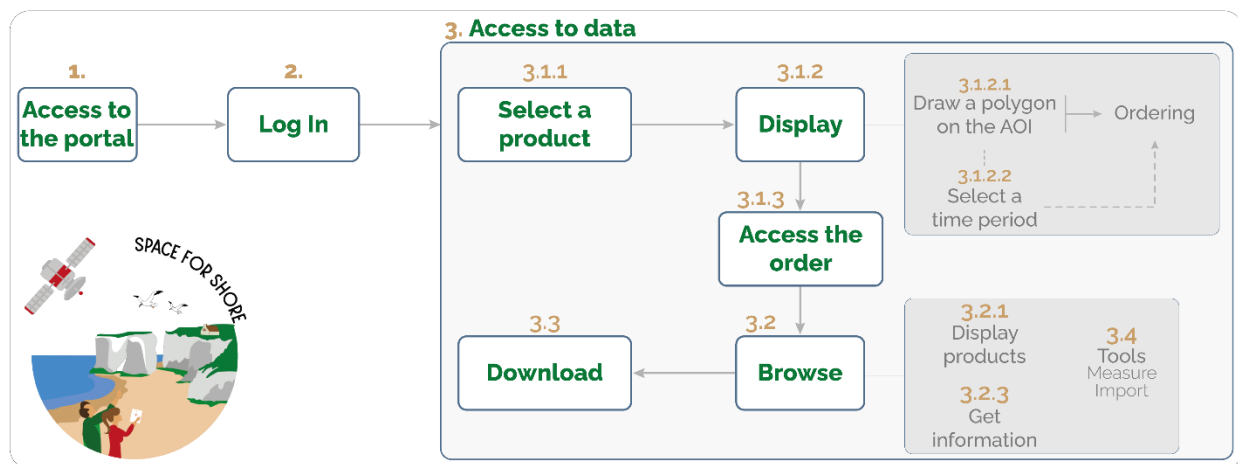 3. Access to data
1.
Access to
the portal
2.
Log In
3.1.1
Select a
product
3.1.2
Display
3.1.2.1
Draw a polygon
on the AOI
Ordering
3.1.2.2
Select a
time period
3.1.3
Access the
order
3.3
Download
3.2
Browse
3.2.1
Display
products
3.2.3
Get
information
3.4
Tools
Measure
Import
SPACE FOR SHORE